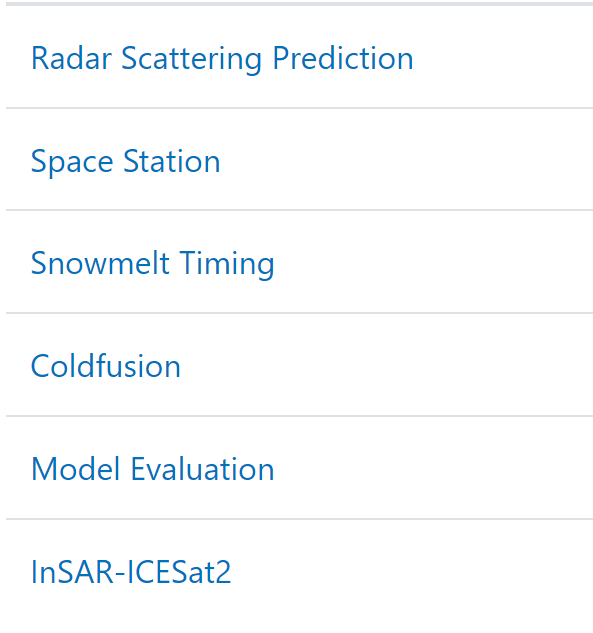 Radar Scattering Prediction
Space Station
Snowmelt Timing
Coldfusion
Model Evaluation
InSAR-ICESat2